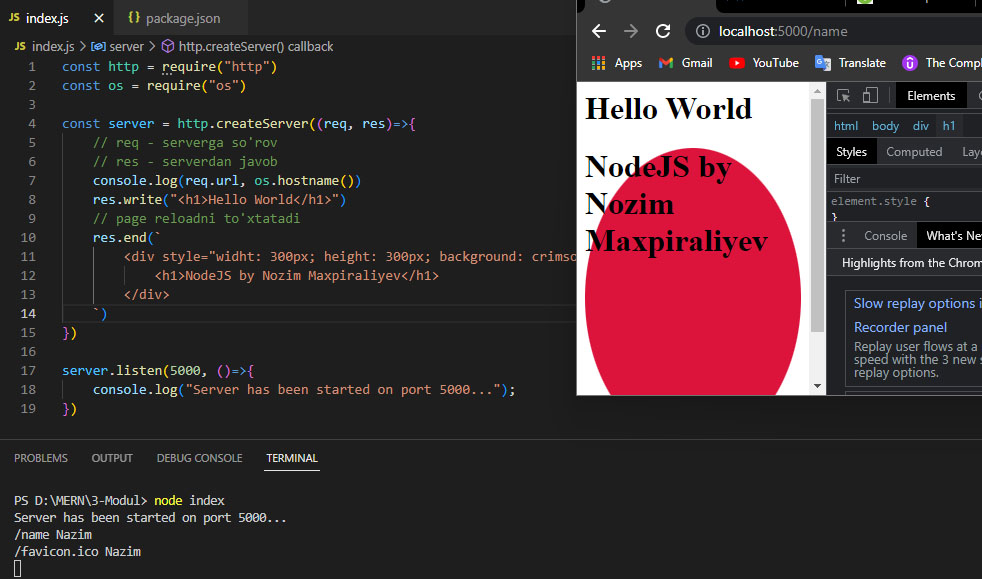 JS index.js ×
{} package.json
JS index.js > server > http.createServer() callback
1 const http = require("http")
2 const os = require("os")
3
4 const server = http.createServer((req, res)=>{
5 // req - serverga so'rov
6 // res - serverdan javob
7 console.log(req.url, os.hostname())
8 res.write("<h1>Hello World</h1>")
9 // page reloadni to'xtatadi
10 res.end(`
11 <div style="widht: 300px; height: 300px; background: crimso
12 <h1>NodeJS by Nozim Maxpiraliyev</h1>
13 </div>
14 `)
15 })
16
17 server.listen(5000, ()=>{
18 console.log("Server has been started on port 5000...");
19 })
localhost:5000/name
Apps Gmail YouTube Translate The Compl
Hello World
NodeJS by
Nozim
Maxpiraliyev
Elements
html body div h1
Styles Computed Lay
Filter
element.style {
}
Console What's Ne
Highlights from the Chrom
Slow replay options i
Recorder panel
Replay user flows at a
speed with the 3 new s
replay options.
PROBLEMS OUTPUT DEBUG CONSOLE TERMINAL
PS D:\MERN\3-Modul> node index
Server has been started on port 5000...
/name Nazim
/favicon.ico Nazim